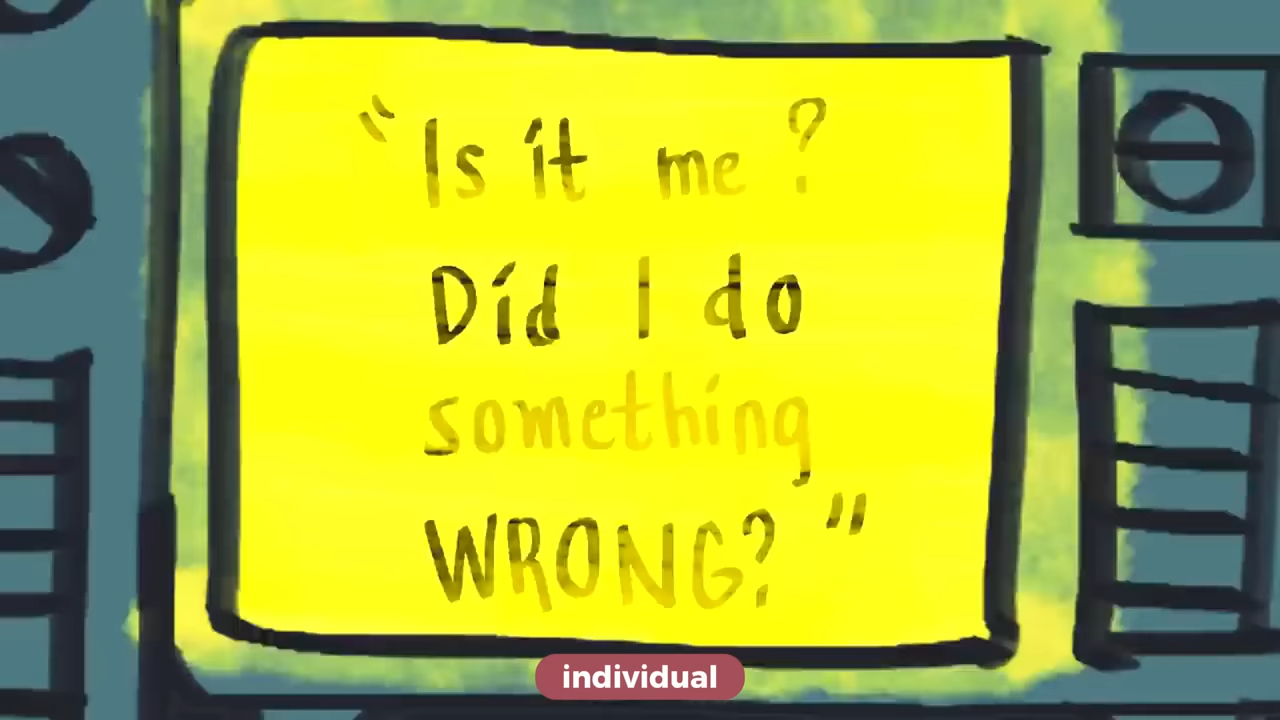 "Is it me?
Did I do
something
WRONG?"
individual